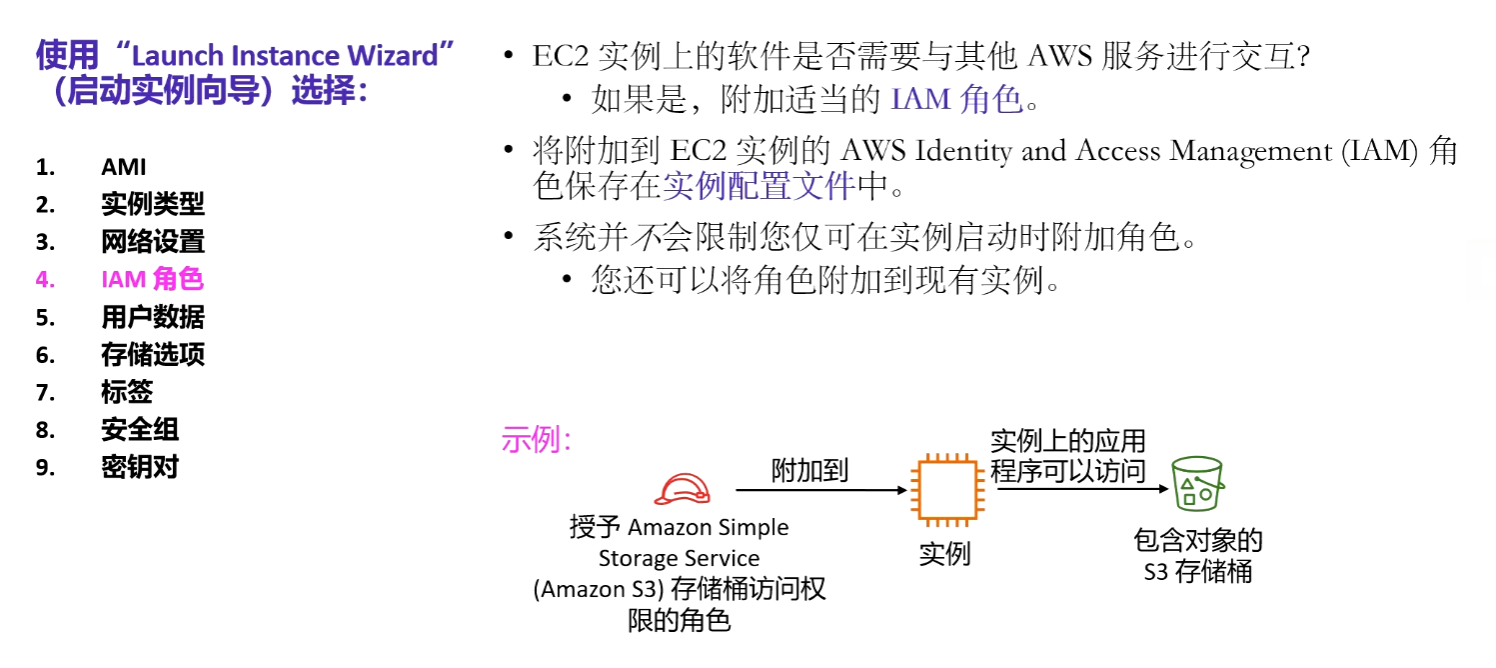 使用“Launch Instance Wizard”
（启动实例向导）选择：
1. AMI
2. 实例类型
3. 网络设置
4. IAM 角色
5. 用户数据
6. 存储选项
7. 标签
8. 安全组
9. 密钥对
• EC2 实例上的软件是否需要与其他 AWS 服务进行交互?
• 如果是，附加适当的 IAM 角色。
• 将附加到 EC2 实例的 AWS Identity and Access Management (IAM) 角
色保存在实例配置文件中。
• 系统并不会限制您仅可在实例启动时附加角色。
• 您还可以将角色附加到现有实例。
示例：
授予 Amazon Simple
Storage Service
(Amazon S3) 存储桶访问权
限的角色
附加到
实例
实例上的应用
程序可以访问
包含对象的
S3 存储桶